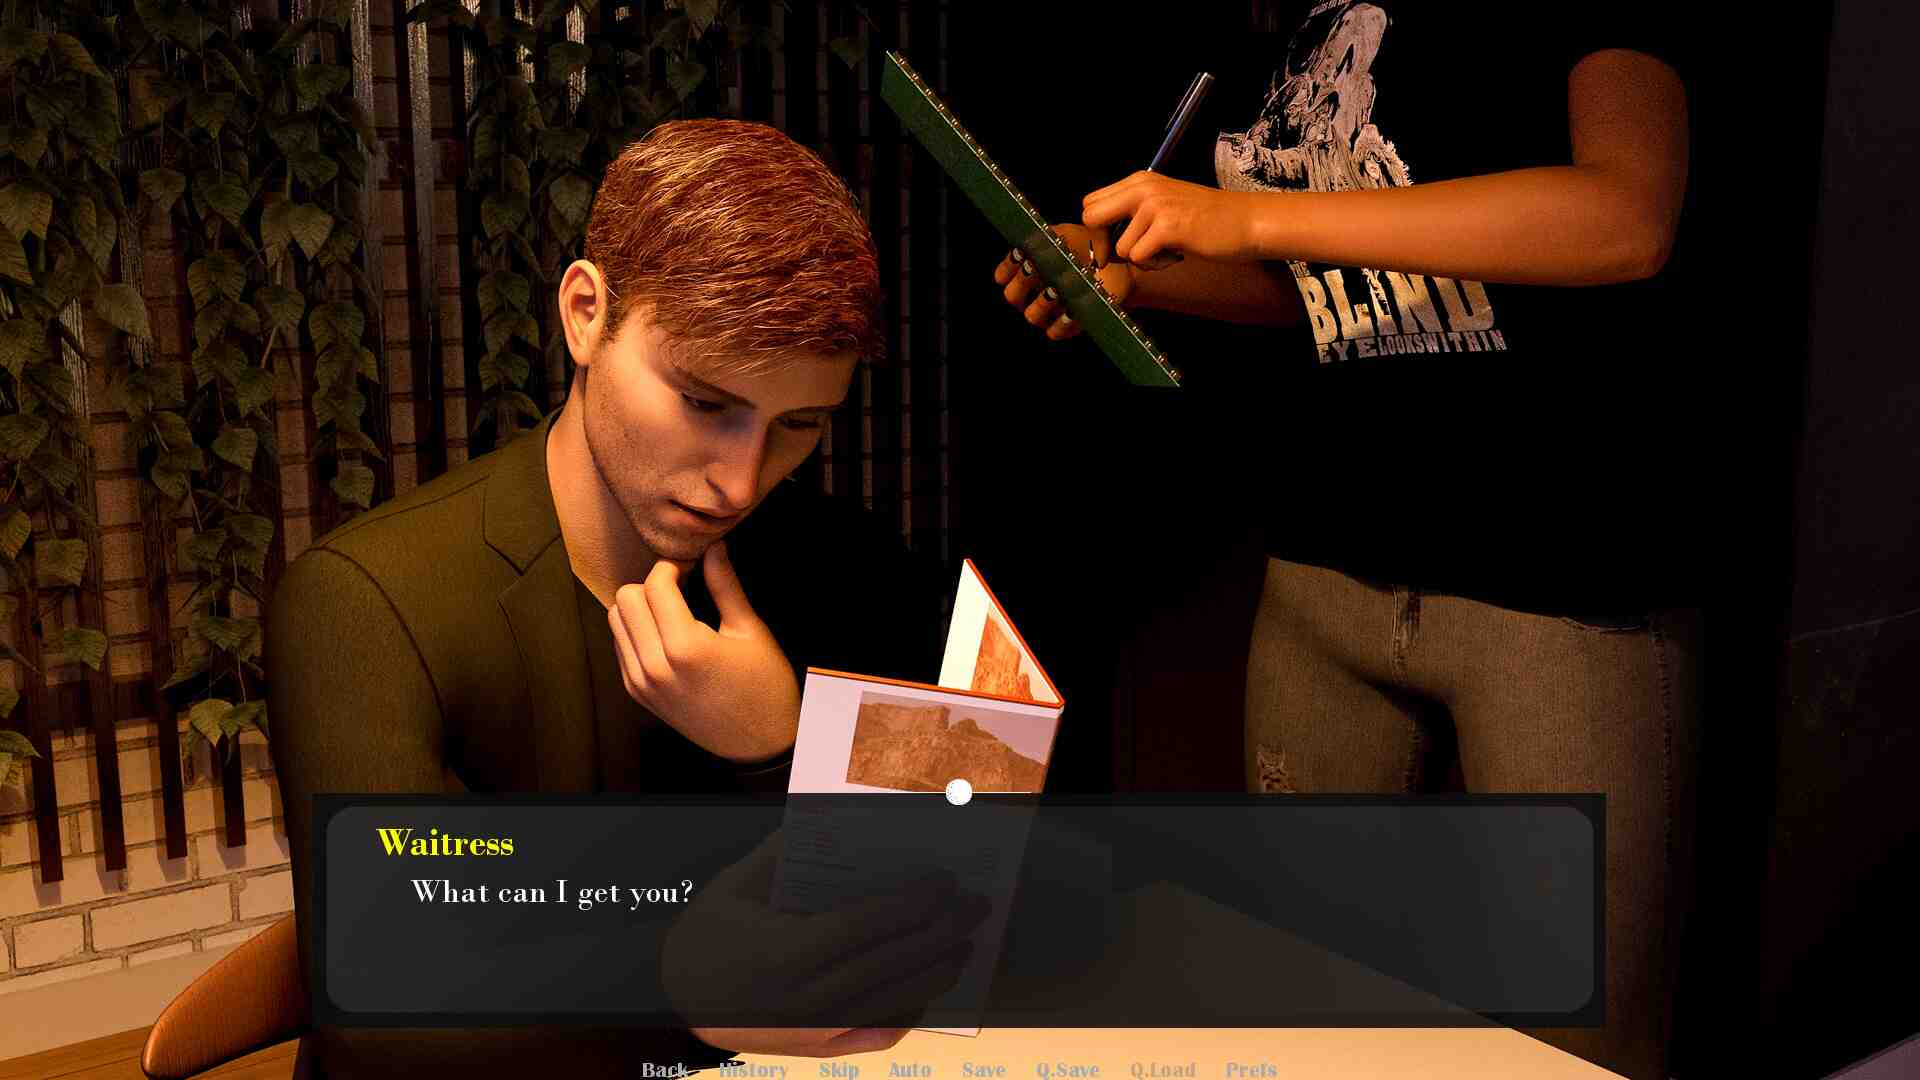 BLIND
EYE LOOKS WITHIN
Waitress
What can I get you?
Back History Skip Auto Save Q.Save Q.Load Prefs